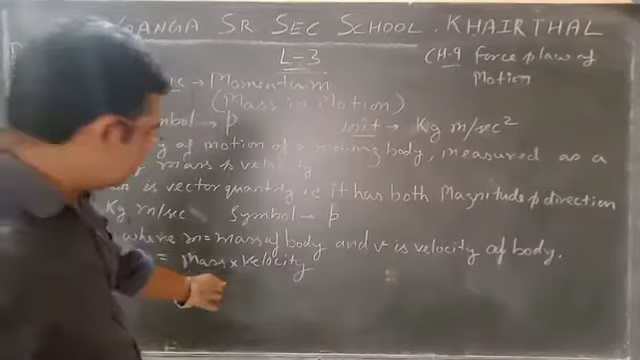 GANGA SR SEC SCHOOL. KHAIRTHAL
L-3
CH-9 force p law of
Motion
ic → Momentum
(Mass in Motion)
mbol → p
unit → Kg m/sec²
y of motion of a moving body, measured as a
r mass p velocity
is vector quantity i.e it has both Magnitude p direction
Kg m/sec Symbol → p
where m = mass of body and v is velocity of body.
= Mass x velocity